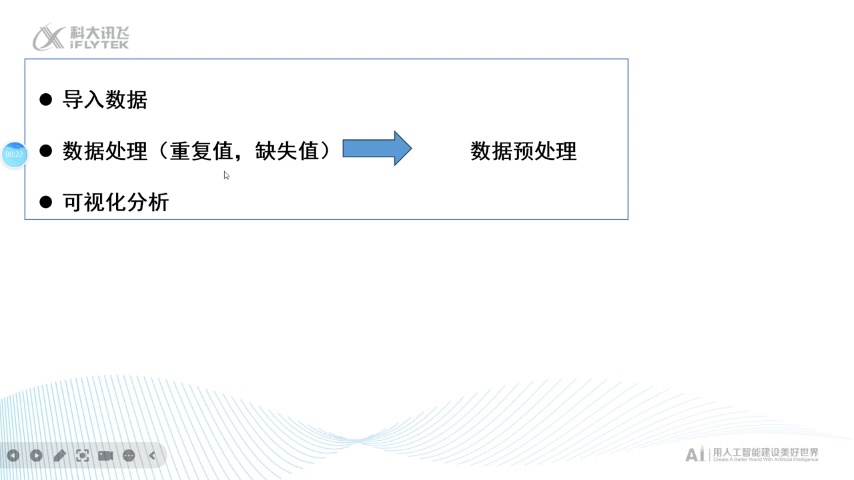 科大讯飞
iFLYTEK
导入数据
00:22
数据处理（重复值，缺失值）
数据预处理
可视化分析
AI 用人工智能建设美好世界
Create A Better World With Artificial Intelligence